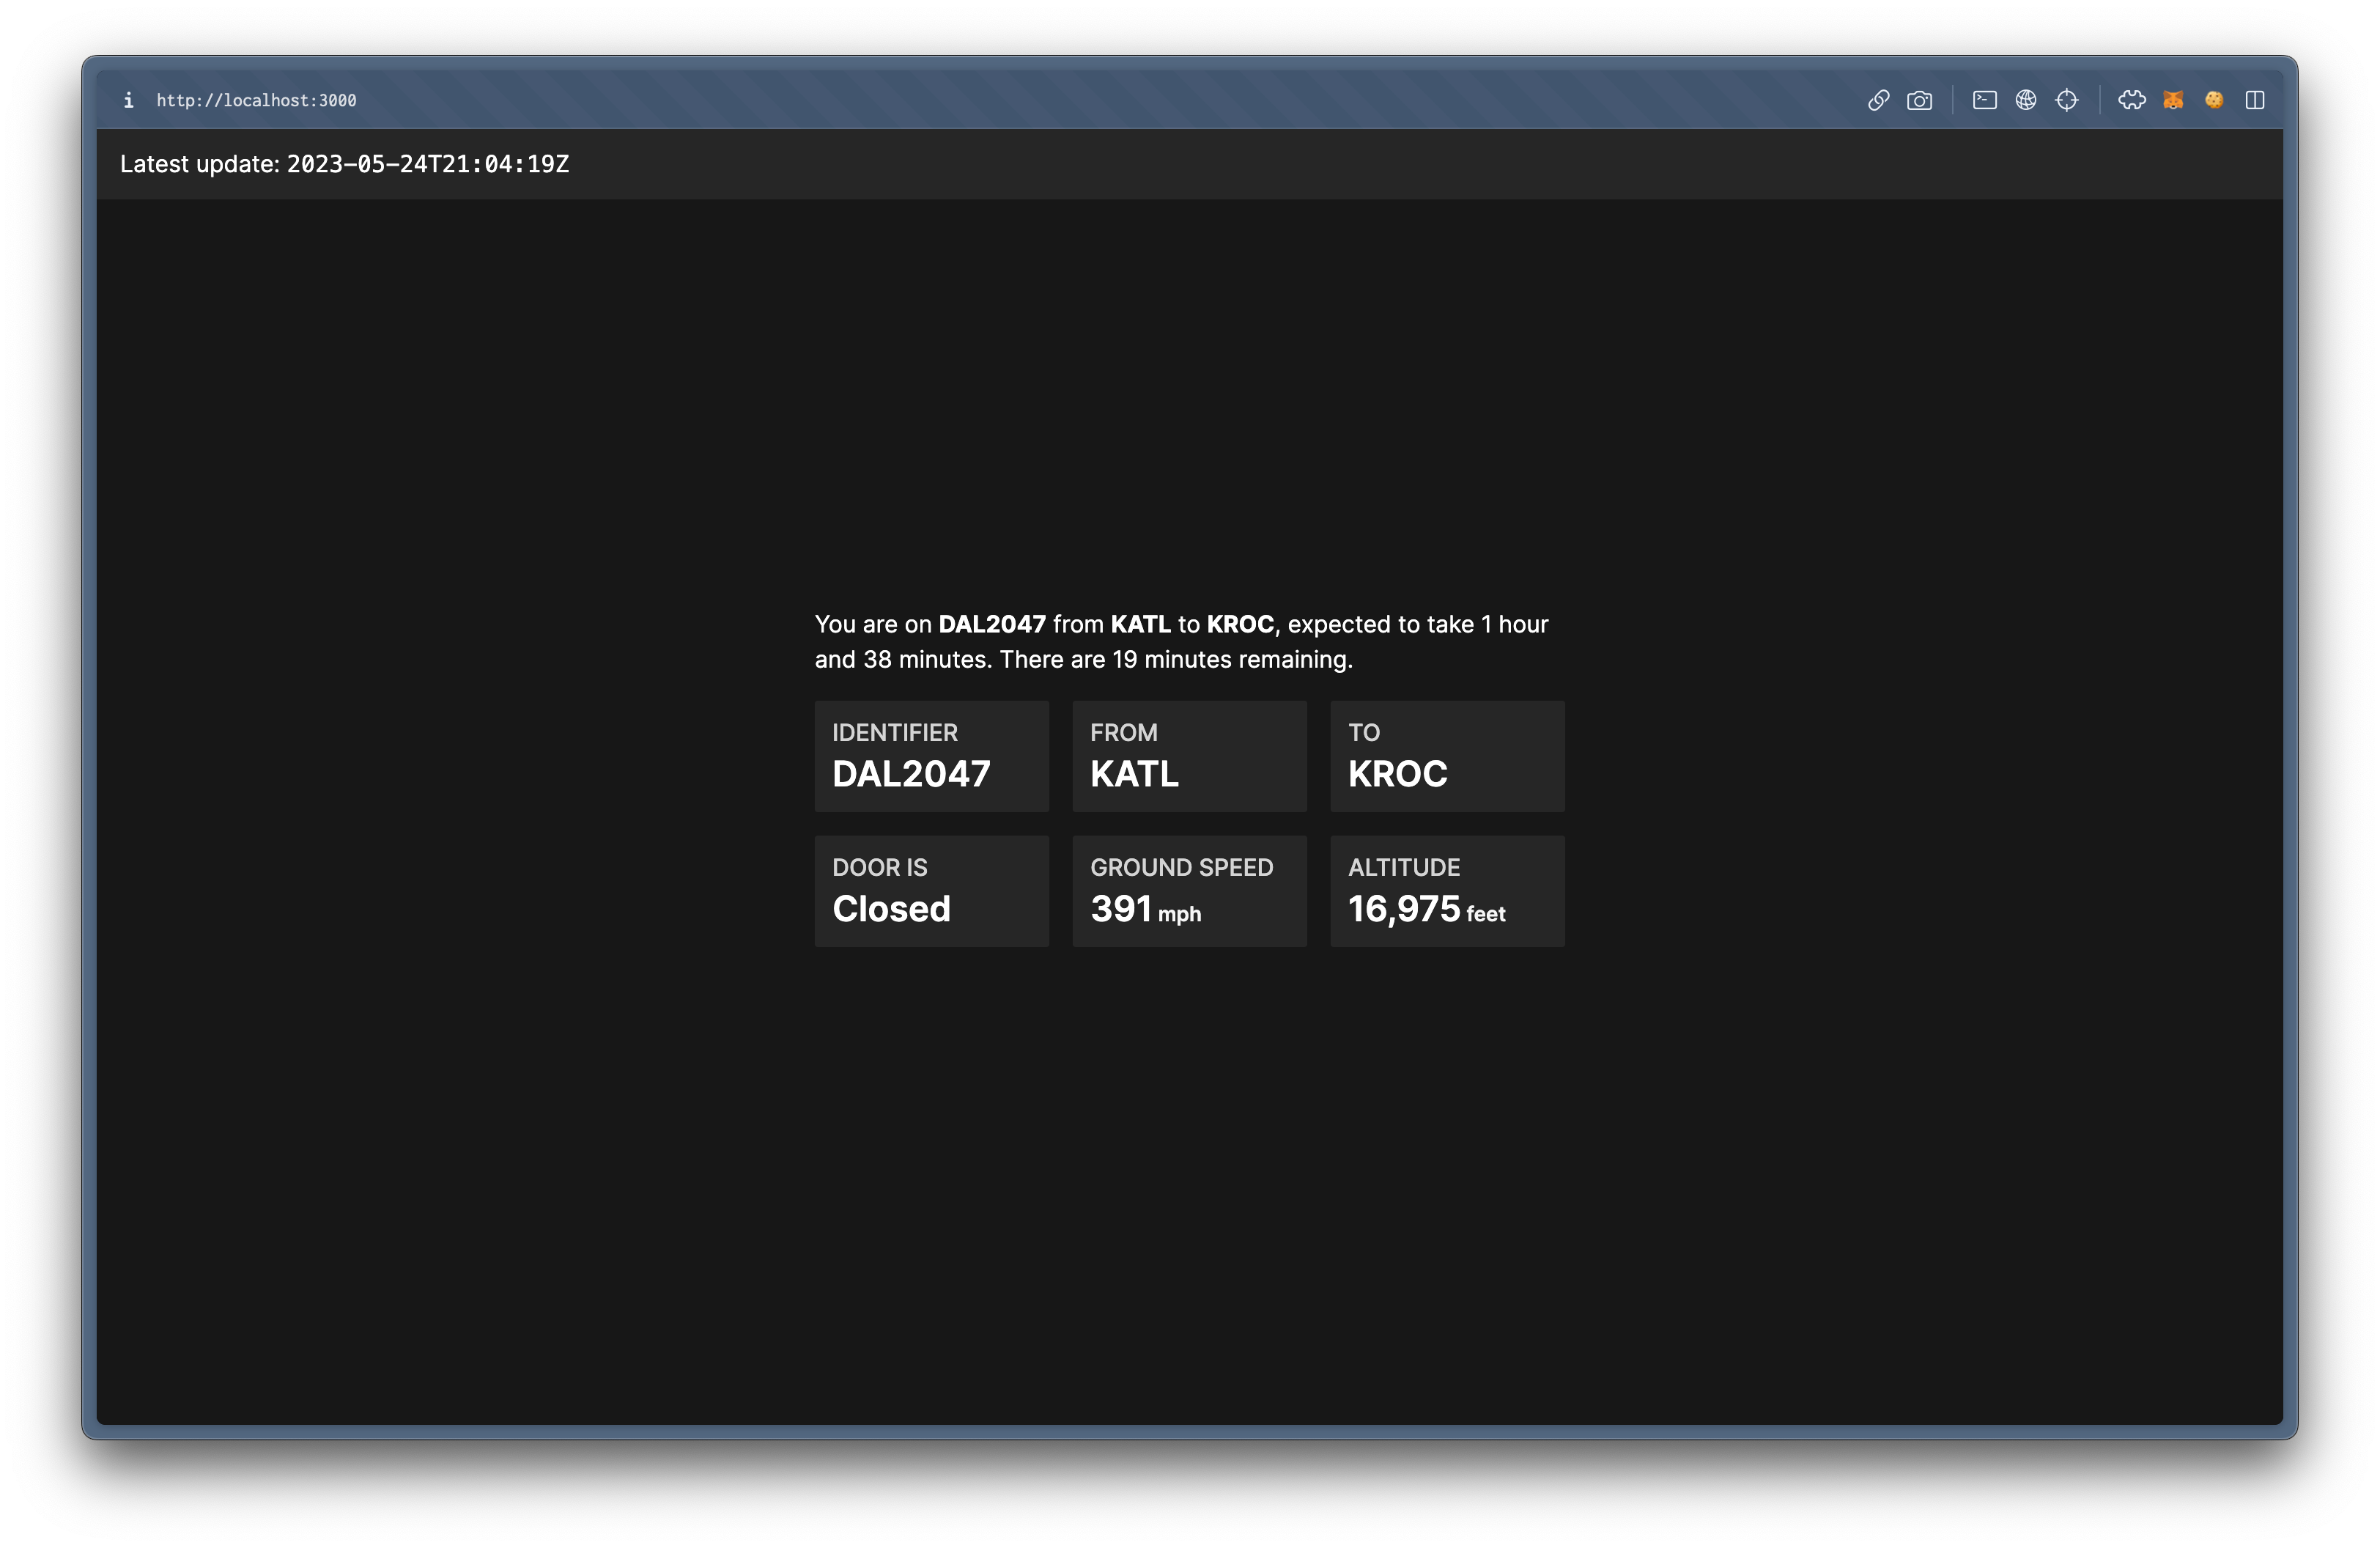 i http://localhost:3000
Latest update: 2023-05-24T21:04:19Z
You are on DAL2047 from KATL to KROC, expected to take 1 hour
and 38 minutes. There are 19 minutes remaining.
IDENTIFIER
DAL2047
FROM
KATL
TO
KROC
DOOR IS
Closed
GROUND SPEED
391 mph
ALTITUDE
16,975 feet